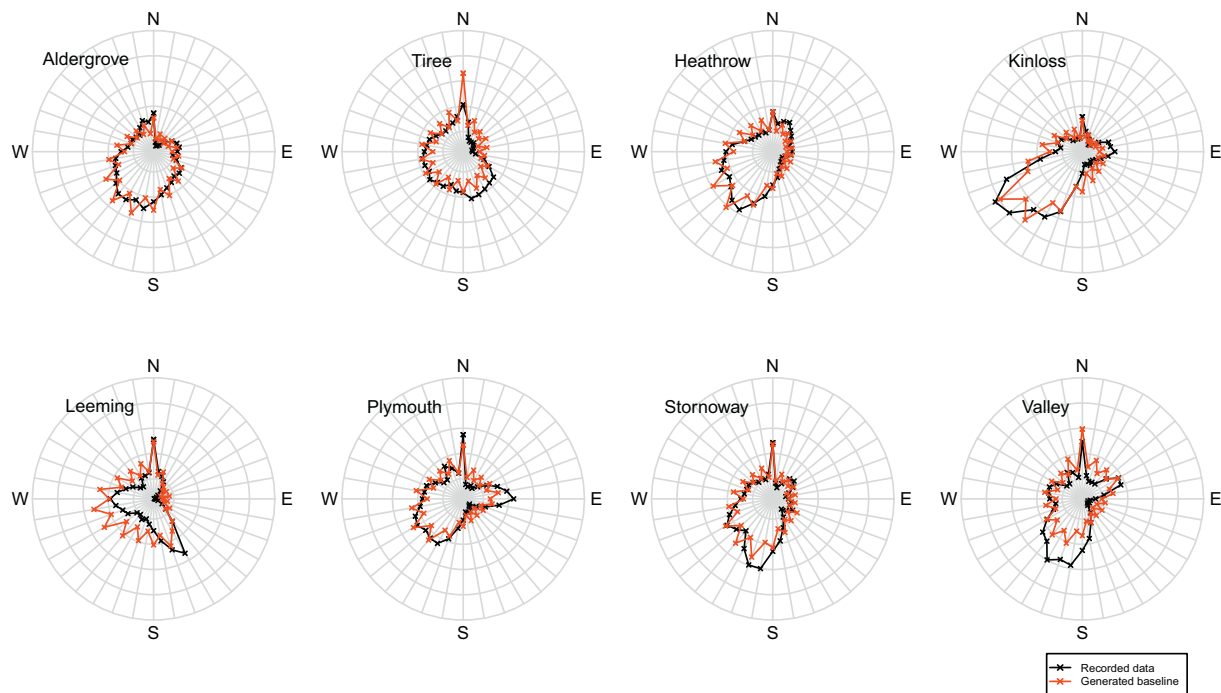 N
Aldergrove
W
E
S
N
Tiree
W
E
S
N
Heathrow
W
E
S
N
Kinloss
W
E
S
N
Leeming
W
E
S
N
Plymouth
W
E
S
N
Stornoway
W
E
S
N
Valley
W
E
S
Recorded data
Generated baseline